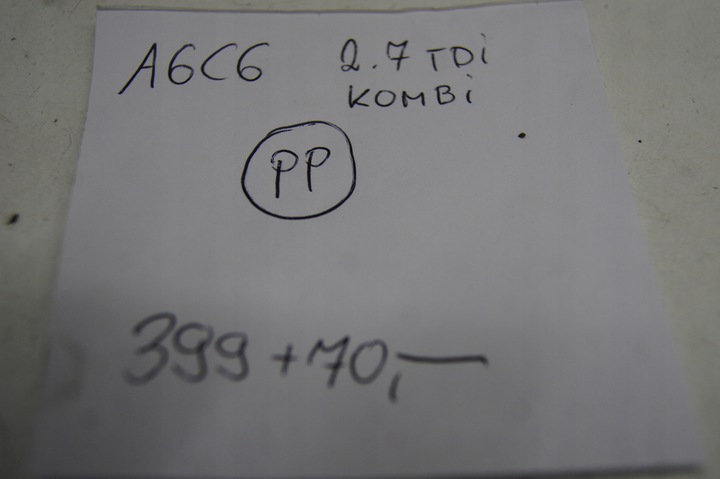 A6C6 2.7 TDi
KOMBi
PP
399+70,—